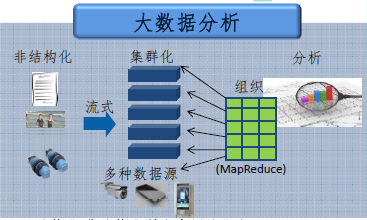 大数据分析
非结构化
集群化
分析
组织
流式
(MapReduce)
多种数据源